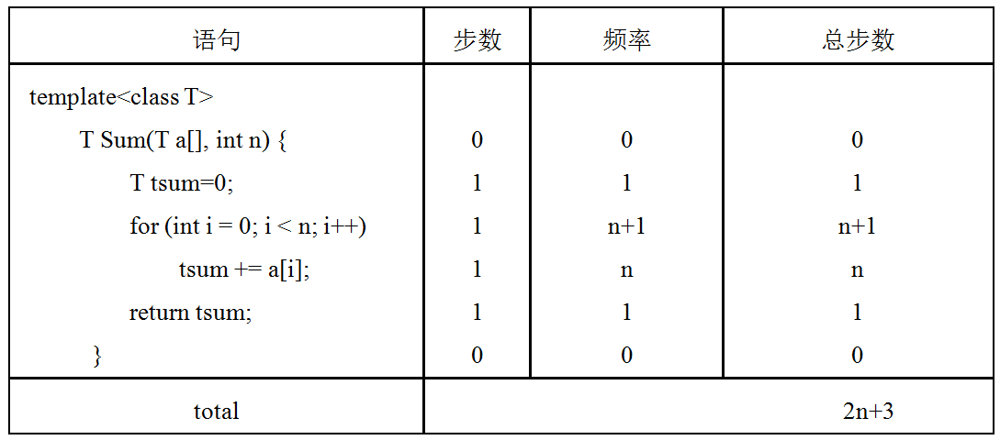 语句 步数 频率 总步数
template<class T>
T Sum(T a[], int n) { 0 0 0
T tsum=0; 1 1 1
for (int i = 0; i < n; i++) 1 n+1 n+1
tsum += a[i]; 1 n n
return tsum; 1 1 1
} 0 0 0
total 2n+3